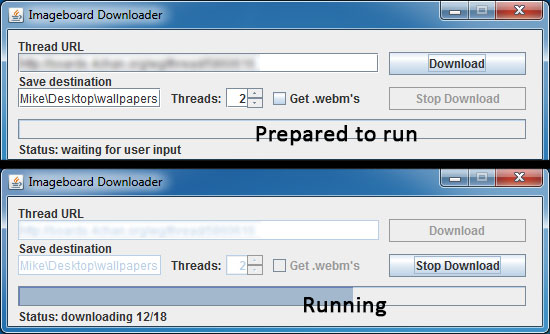 Imageboard Downloader
Thread URL
Download
Save destination
Mike\Desktop\wallpapers
Threads: 2
Get .webm's
Stop Download
Prepared to run
Status: waiting for user input
Imageboard Downloader
Thread URL
Download
Save destination
Mike\Desktop\wallpapers
Threads: 2
Get .webm's
Stop Download
Running
Status: downloading 12/18